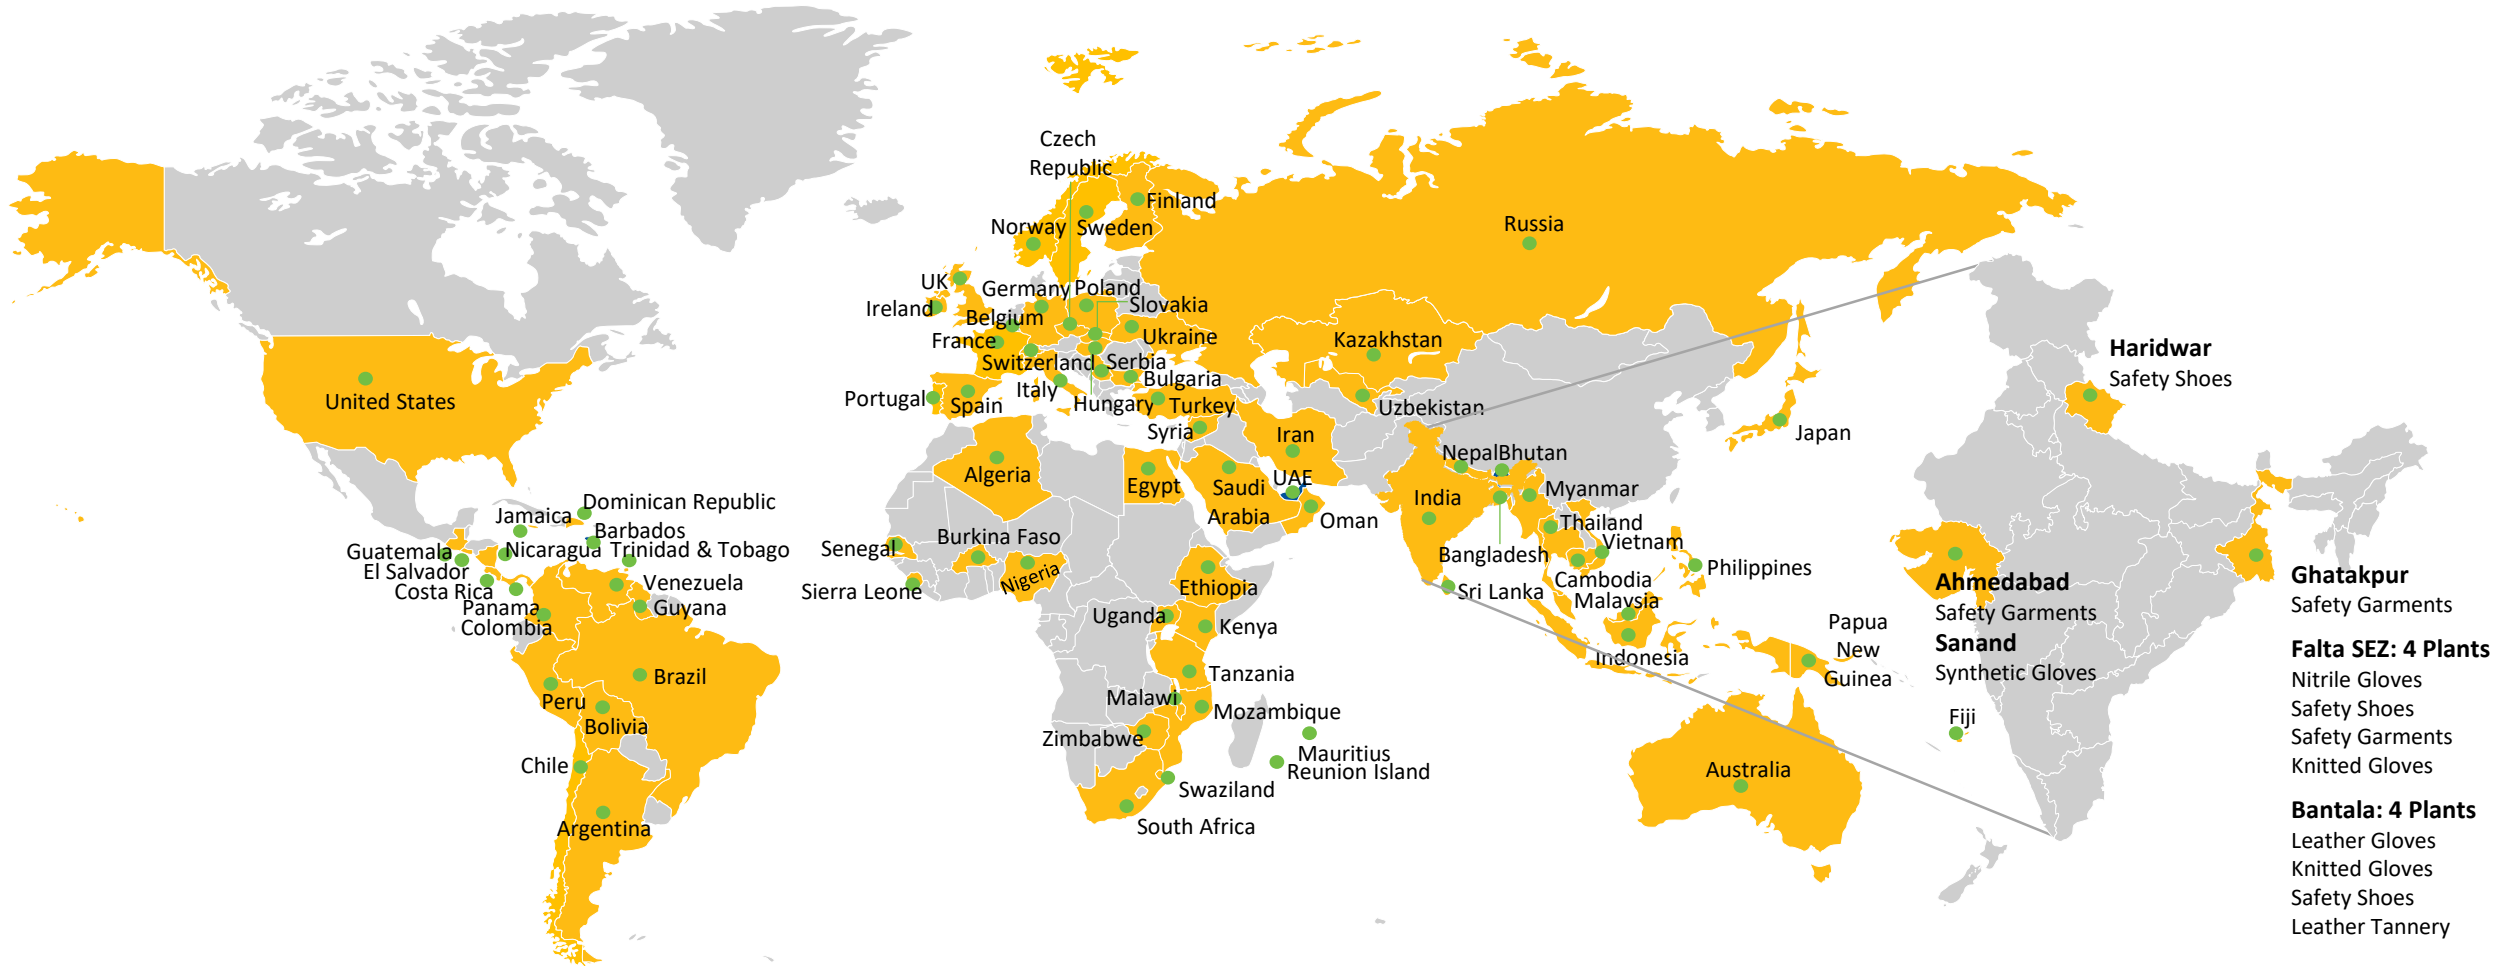 Czech
Republic
Finland
Norway
Sweden
Russia
UK
Germany
Poland
Ireland
Belgium
Slovakia
Ukraine
France
Switzerland
Serbia
Kazakhstan
Italy
Bulgaria
Portugal
Spain
Hungary
Turkey
Uzbekistan
Syria
Iran
Japan
United States
Algeria
Egypt
Saudi
Arabia
UAE
Oman
Nepal
Bhutan
India
Myanmar
Bangladesh
Thailand
Vietnam
Cambodia
Malaysia
Philippines
Sri Lanka
Indonesia
Papua
New
Guinea
Dominican Republic
Jamaica
Barbados
Guatemala
Nicaragua
Trinidad & Tobago
El Salvador
Costa Rica
Venezuela
Panama
Guyana
Colombia
Brazil
Peru
Bolivia
Chile
Argentina
Senegal
Burkina Faso
Sierra Leone
Nigeria
Ethiopia
Uganda
Kenya
Tanzania
Malawi
Mozambique
Zimbabwe
Mauritius
Reunion Island
Swaziland
South Africa
Australia
Fiji
Haridwar
Safety Shoes
Ahmedabad
Safety Garments
Sanand
Synthetic Gloves
Ghatakpur
Safety Garments
Falta SEZ: 4 Plants
Nitrile Gloves
Safety Shoes
Safety Garments
Knitted Gloves
Bantala: 4 Plants
Leather Gloves
Knitted Gloves
Safety Shoes
Leather Tannery